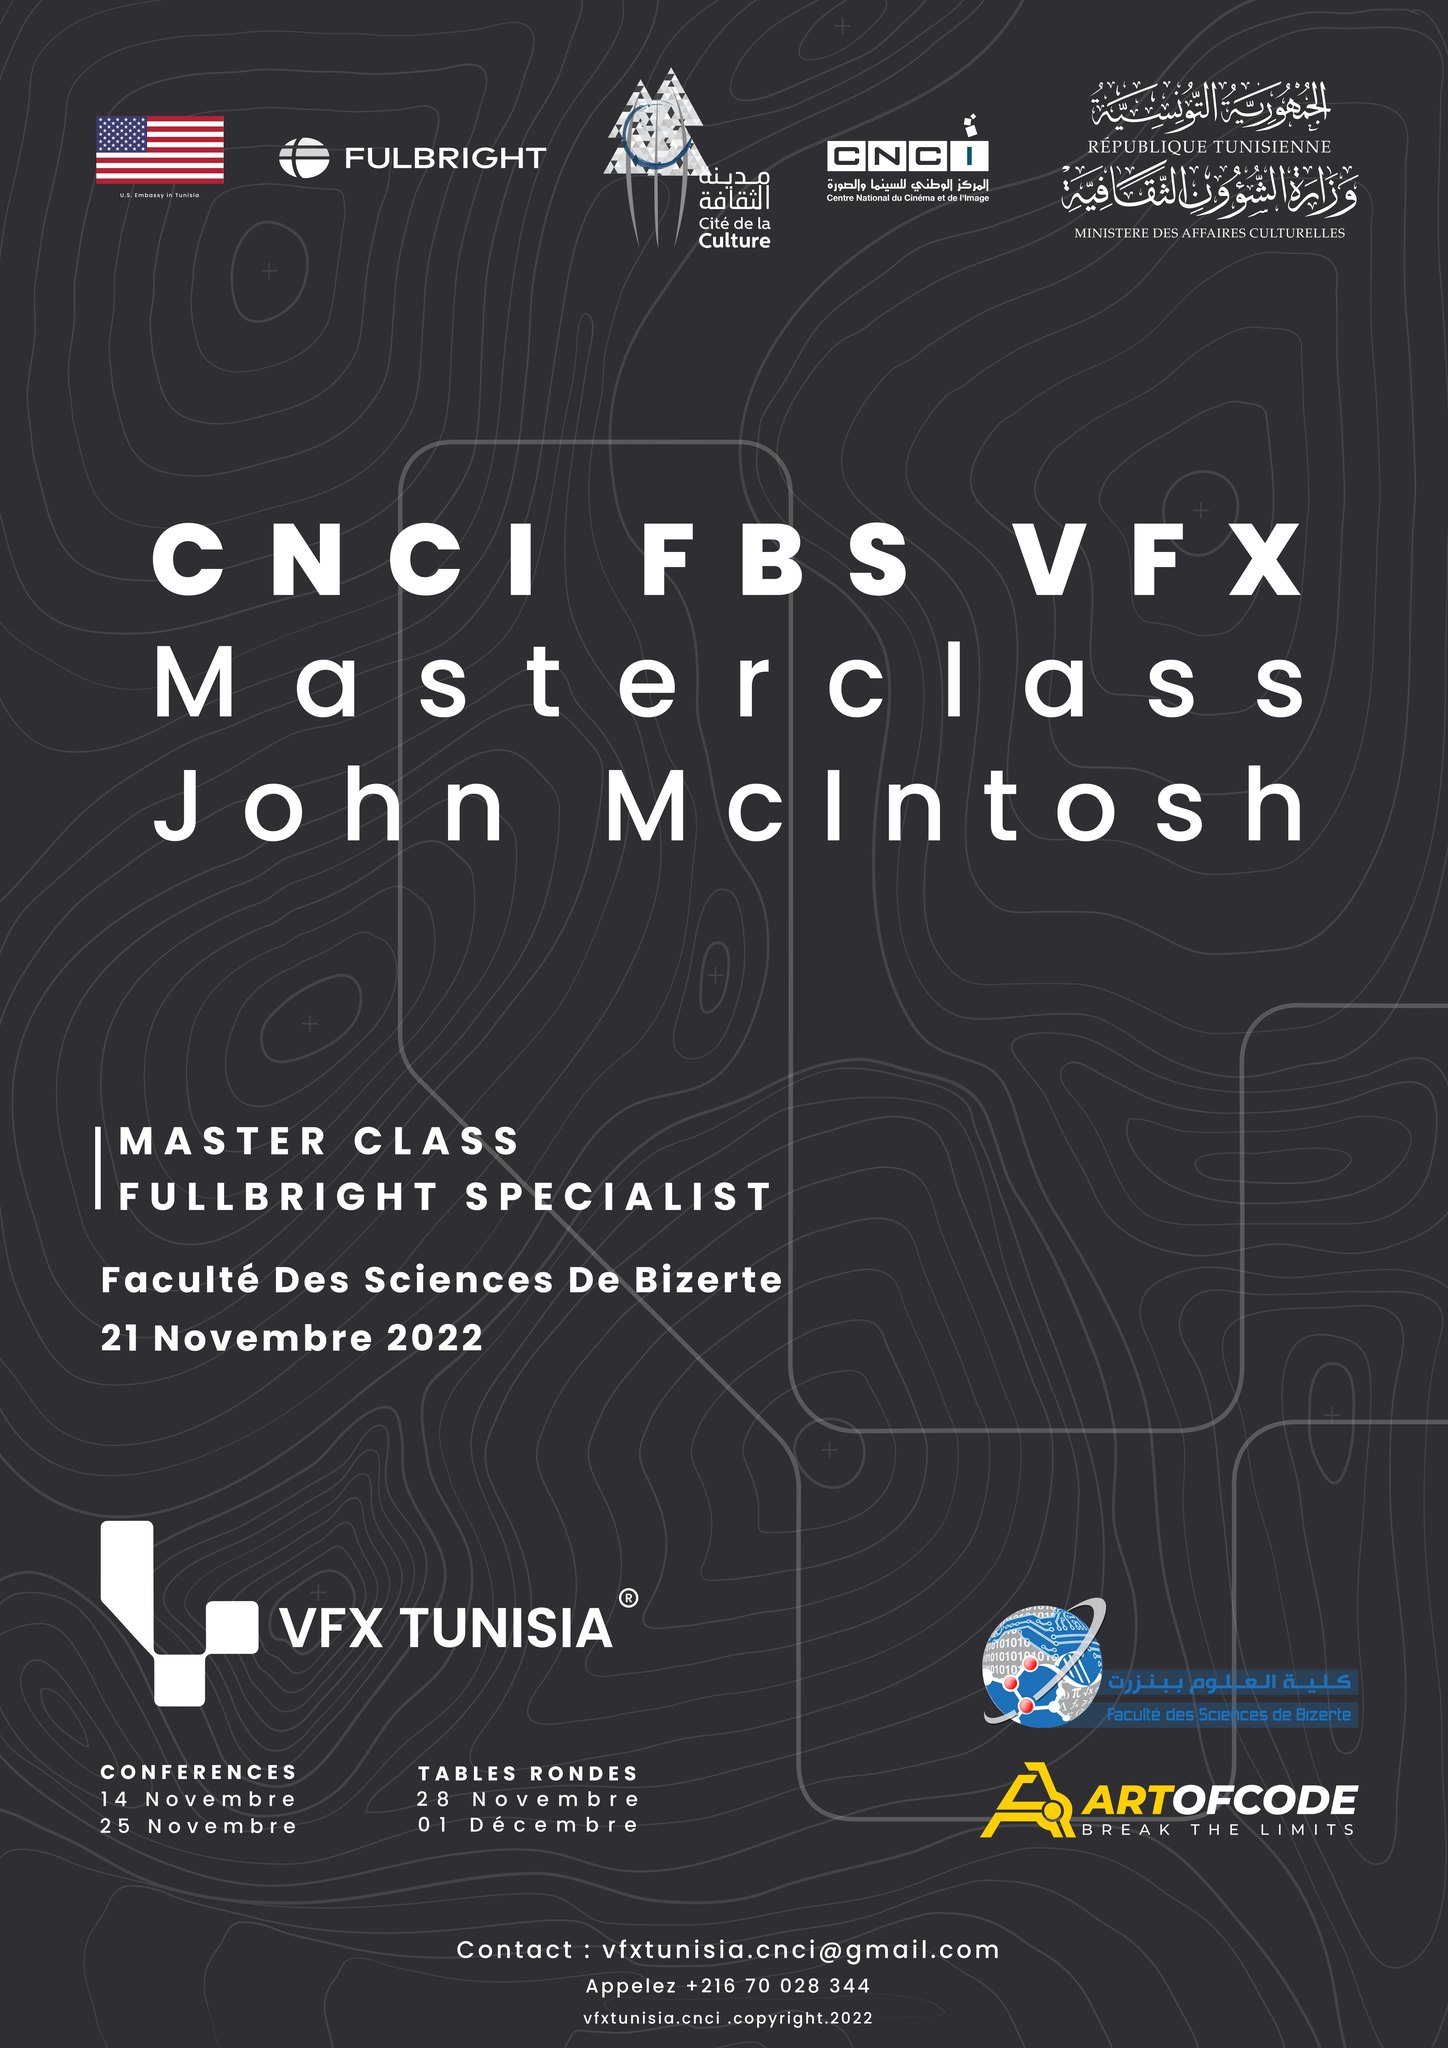 U.S. Embassy in Tunisia
FULBRIGHT
مدينة
الثقافة
Cité de la
Culture
CNCI
المركز الوطني للسينما والصورة
Centre National du Cinéma et de l'Image
الجمهورية التونسية
RÉPUBLIQUE TUNISIENNE
وزارة الشؤون الثقافية
MINISTERE DES AFFAIRES CULTURELLES
CNCI FBS VFX
Masterclass
John McIntosh
MASTER CLASS
FULLBRIGHT SPECIALIST
Faculté Des Sciences De Bizerte
21 Novembre 2022
VFX TUNISIA®
كلية العلوم ببنزرت
Faculté des Sciences de Bizerte
CONFERENCES
14 Novembre
25 Novembre
TABLES RONDES
28 Novembre
01 Décembre
ARTOFCODE
BREAK THE LIMITS
Contact : vfxtunisia.cnci@gmail.com
Appelez +216 70 028 344
vfxtunisia.cnci .copyright.2022